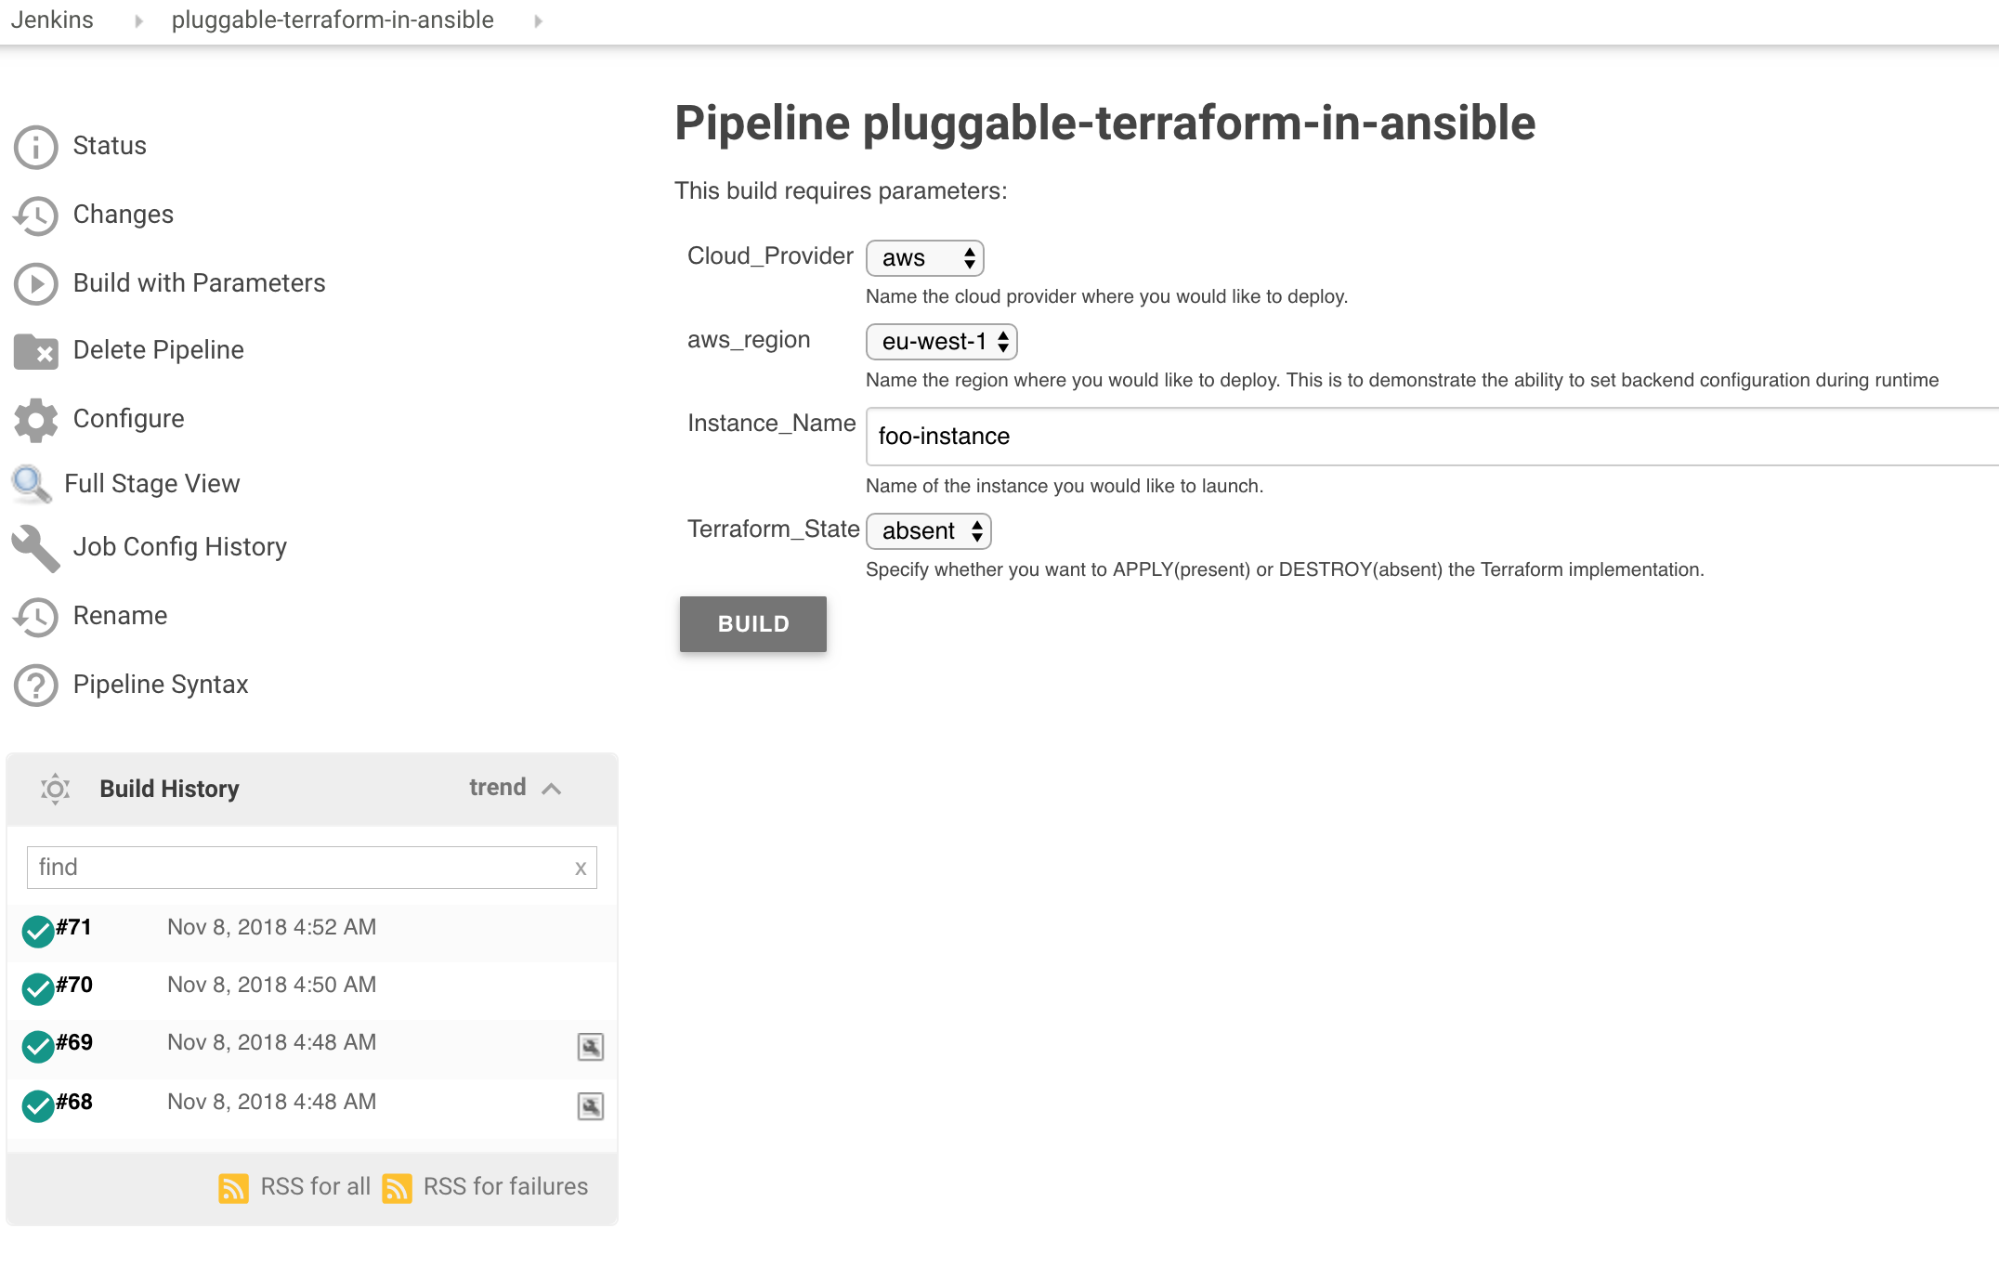 Jenkins pluggable-terraform-in-ansible
Status
Changes
Build with Parameters
Delete Pipeline
Configure
Full Stage View
Job Config History
Rename
Pipeline Syntax
Build History trend
find x
#71 Nov 8, 2018 4:52 AM
#70 Nov 8, 2018 4:50 AM
#69 Nov 8, 2018 4:48 AM
#68 Nov 8, 2018 4:48 AM
RSS for all RSS for failures
Pipeline pluggable-terraform-in-ansible
This build requires parameters:
Cloud_Provider aws
Name the cloud provider where you would like to deploy.
aws_region eu-west-1
Name the region where you would like to deploy. This is to demonstrate the ability to set backend configuration during runtime
Instance_Name foo-instance
Name of the instance you would like to launch.
Terraform_State absent
Specify whether you want to APPLY(present) or DESTROY(absent) the Terraform implementation.
BUILD